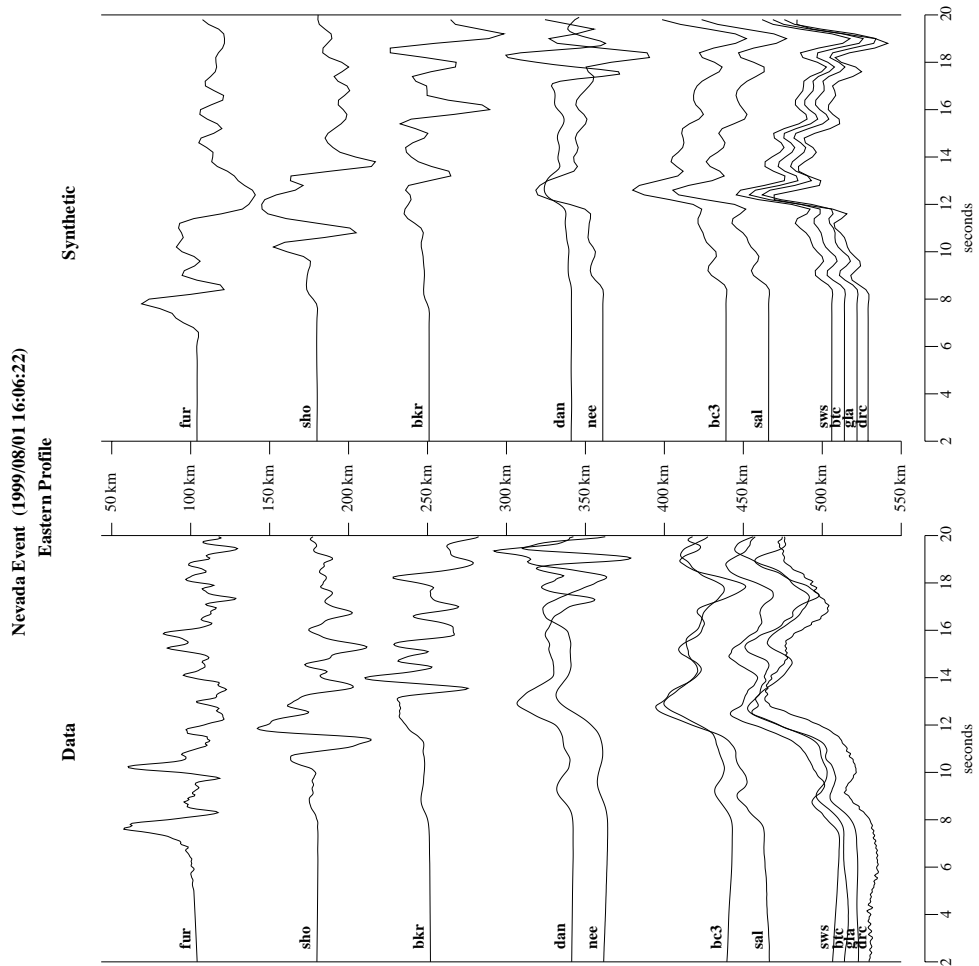 Nevada Event (1999/08/01 16:06:22)
Eastern Profile
Data
Synthetic
fur
sho
bkr
dan
nee
bc3
sal
sws
btc
gla
drc
2 4 6 8 10 12 14 16 18 20
seconds
50 km
100 km
150 km
200 km
250 km
300 km
350 km
400 km
450 km
500 km
550 km
fur
sho
bkr
dan
nee
bc3
sal
sws
btc
gla
drc
2 4 6 8 10 12 14 16 18 20
seconds